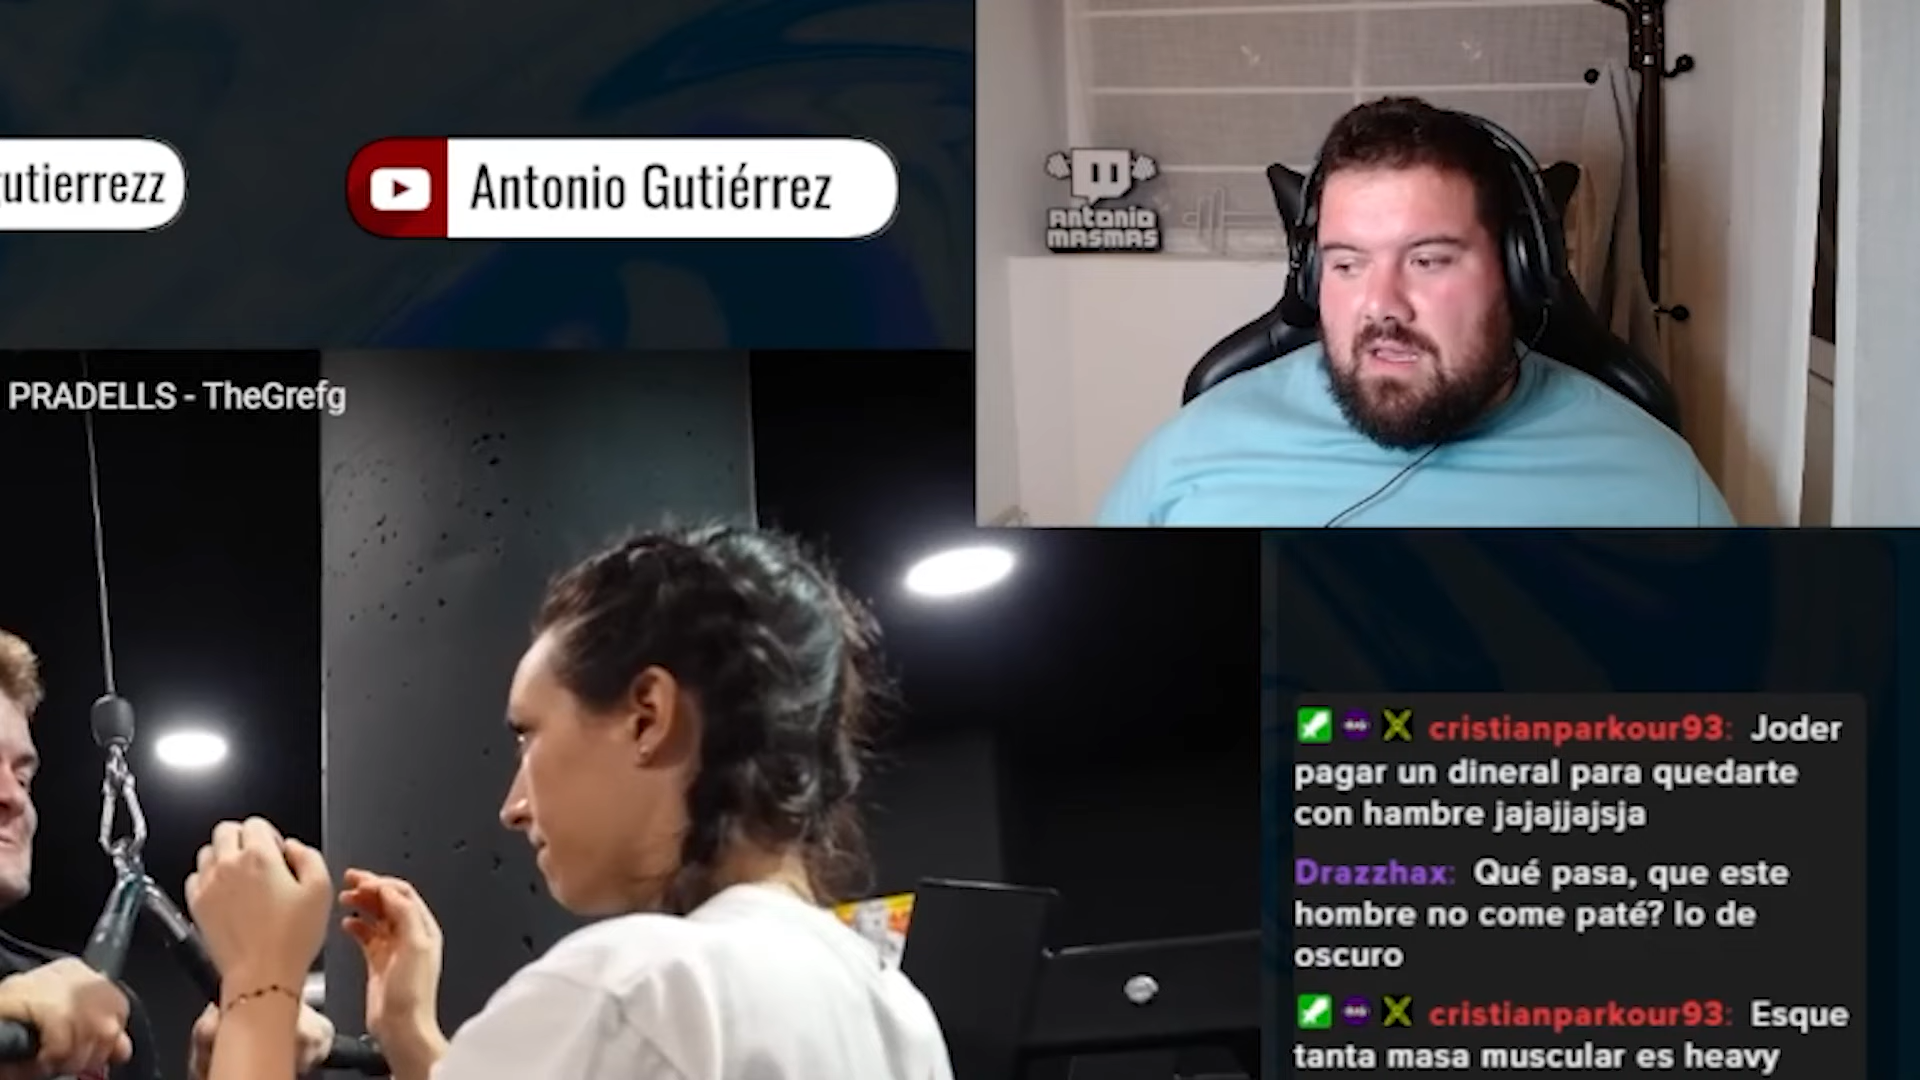 gutierrezz
Antonio Gutiérrez
Antonio
MASMAS
PRADELLS - TheGrefg
cristianparkour93: Joder
pagar un dineral para quedarte
con hambre jajajjajsja
Drazzhax: Qué pasa, que este
hombre no come paté? lo de
oscuro
cristianparkour93: Esque
tanta masa muscular es heavy